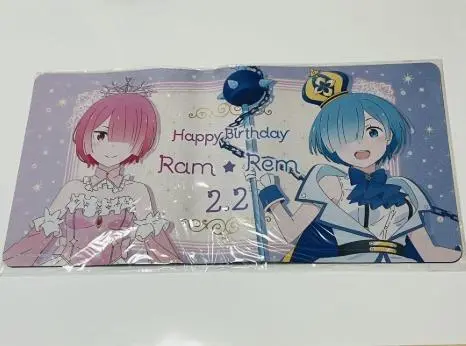 Happy Birthday
Ram ★ Rem
2.2